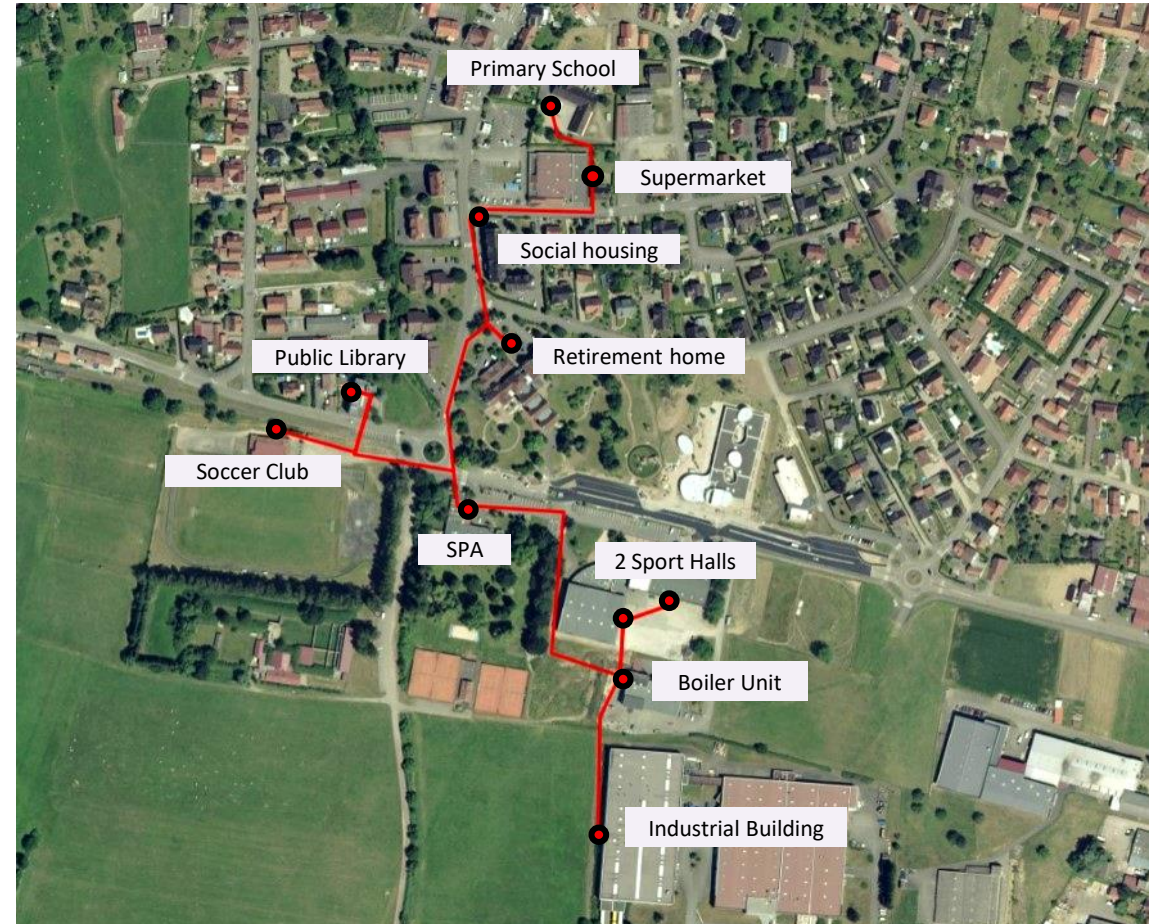 Primary School
Supermarket
Social housing
Retirement home
Public Library
Soccer Club
SPA
2 Sport Halls
Boiler Unit
Industrial Building